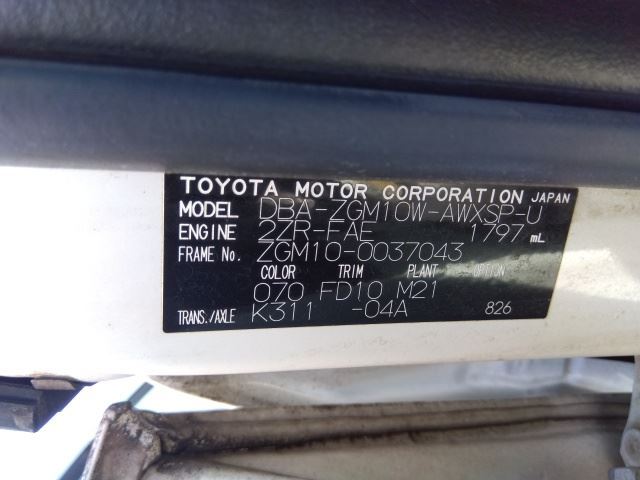 TOYOTA MOTOR CORPORATION JAPAN
MODEL DBA-ZGM10W-AWXSP-U
ENGINE 2ZR-FAE 1797 mL
FRAME No. ZGM10-0037043
COLOR TRIM PLANT OPTION
070 FD10 M21
TRANS./AXLE K311 -04A 826